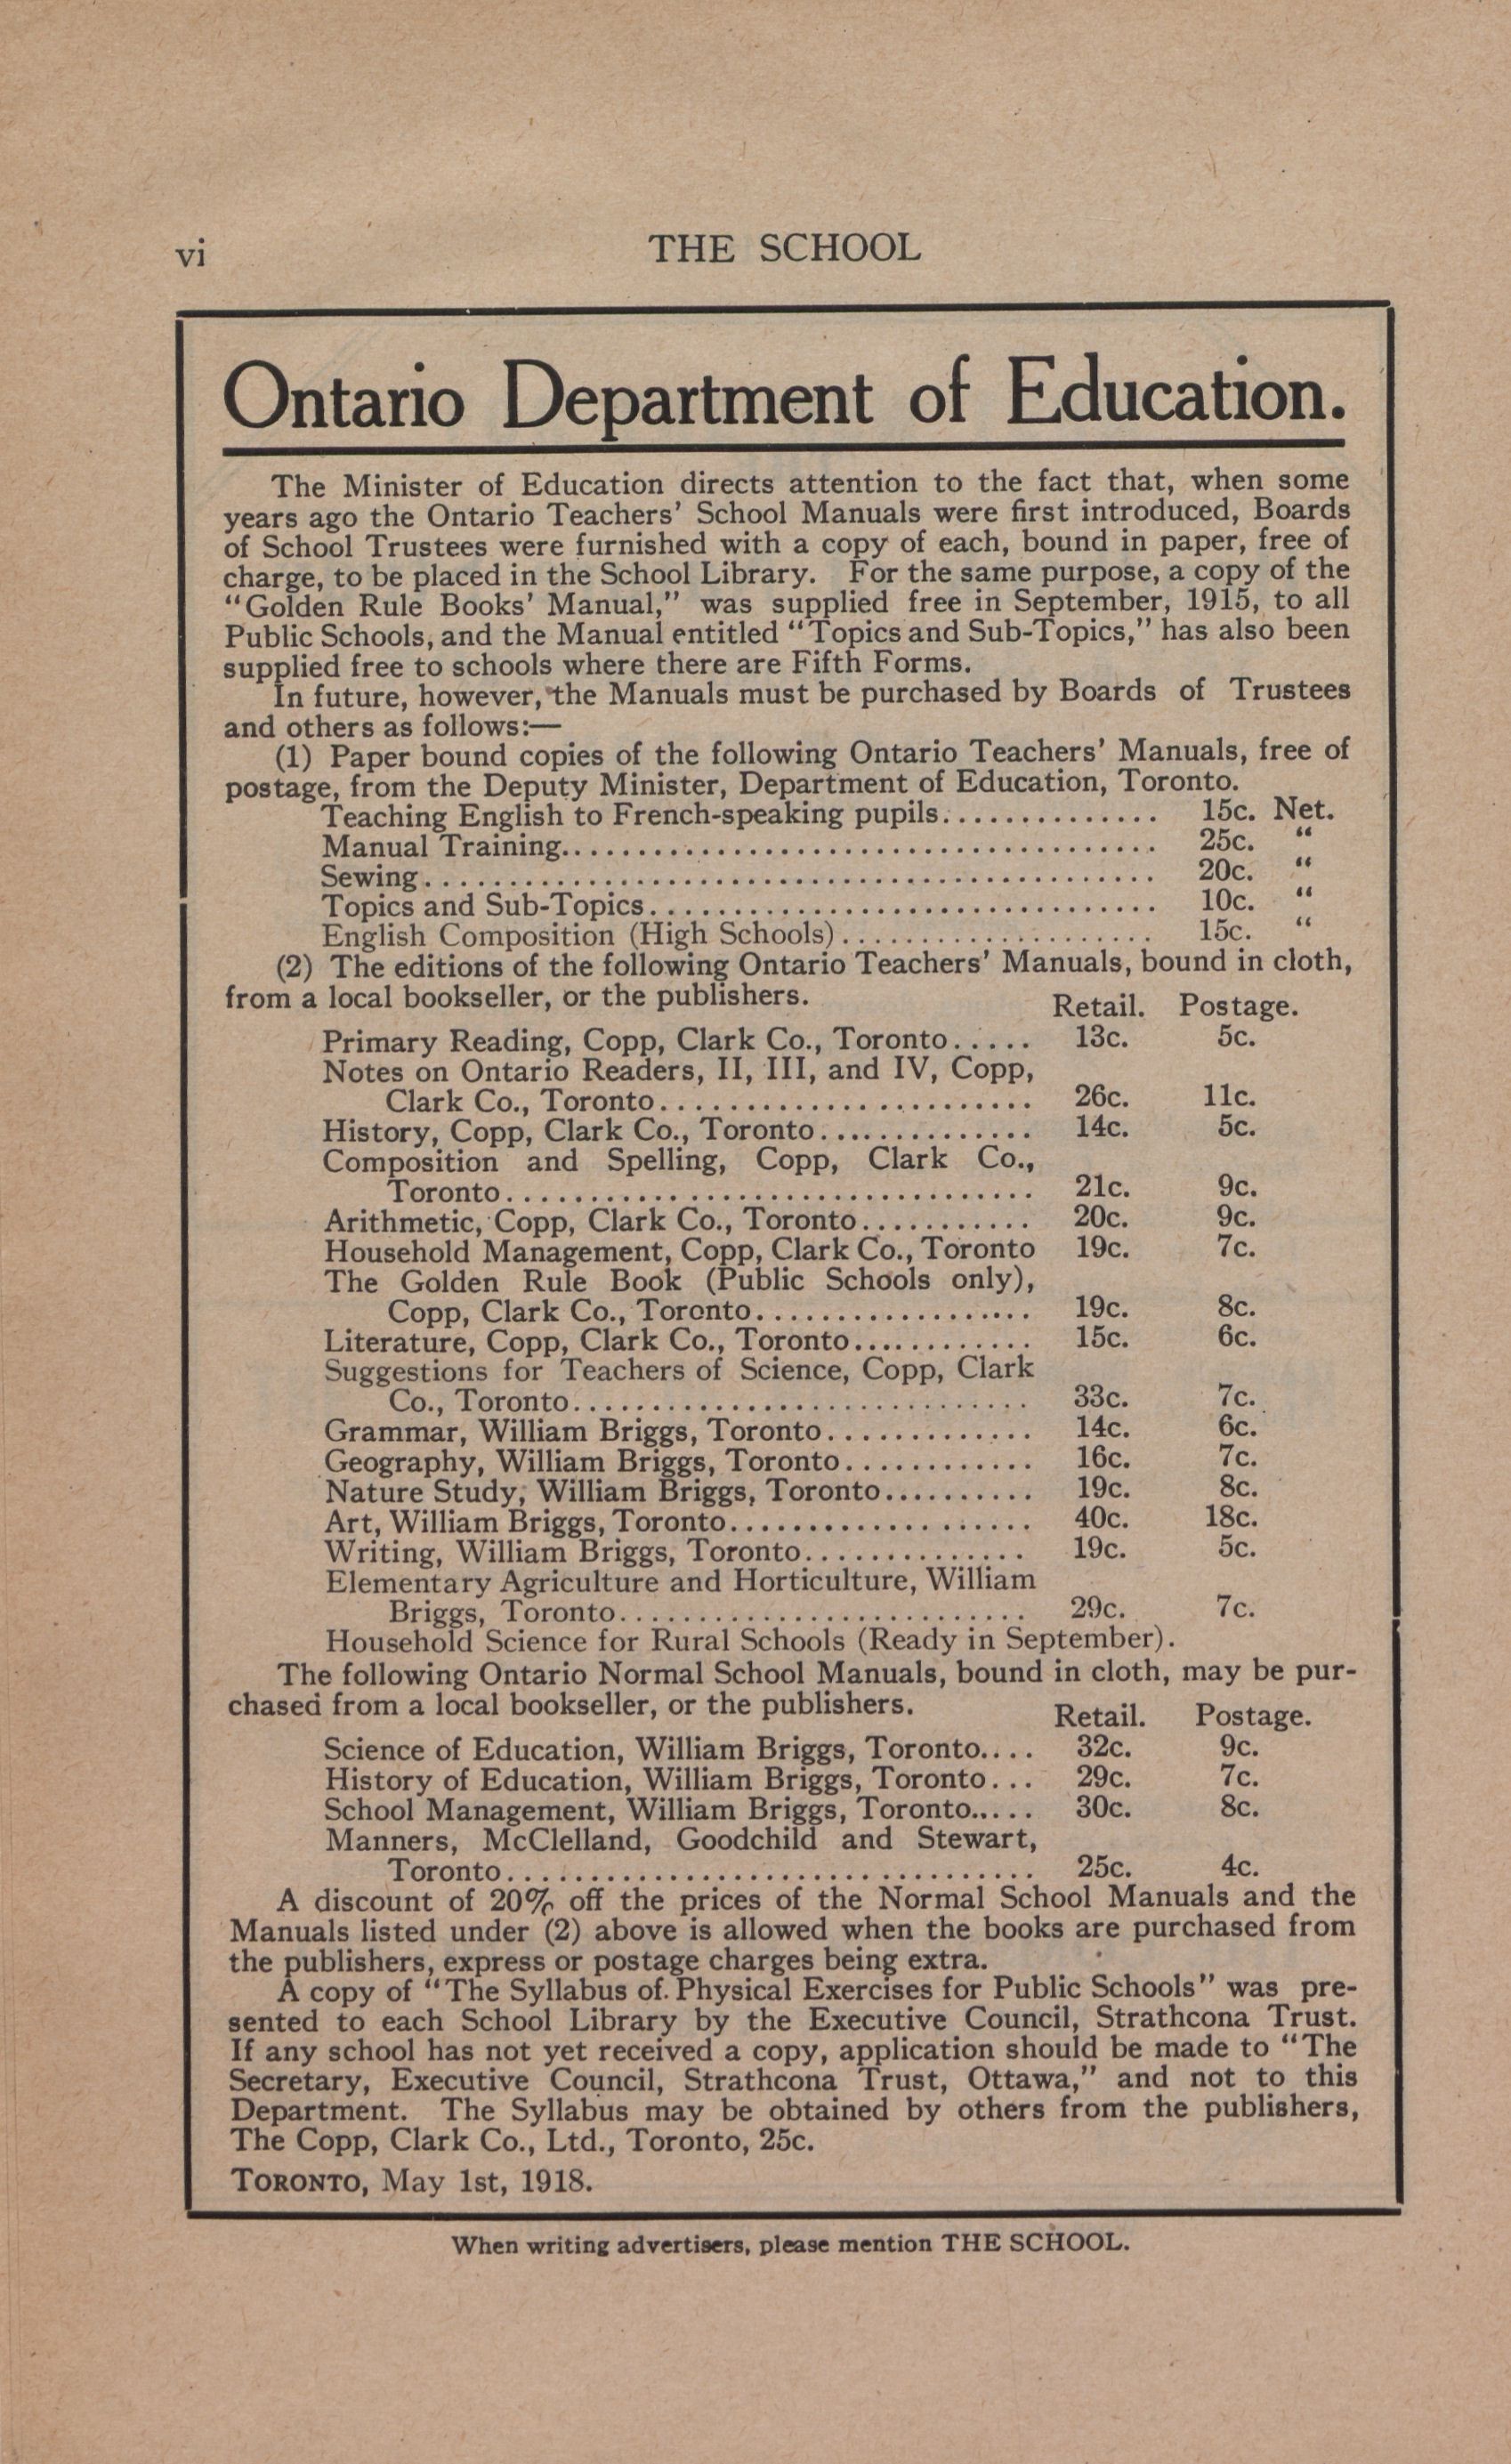 vi THE SCHOOL
Ontario Department of Education.
The Minister of Education directs attention to the fact that, when some
years ago the Ontario Teachers' School Manuals were first introduced, Boards
of School Trustees were furnished with a copy of each, bound in paper, free of
charge, to be placed in the School Library. For the same purpose, a copy of the
"Golden Rule Books' Manual," was supplied free in September, 1915, to all
Public Schools, and the Manual entitled "Topics and Sub-Topics," has also been
supplied free to schools where there are Fifth Forms.
In future, however, the Manuals must be purchased by Boards of Trustees
and others as follows:—
(1) Paper bound copies of the following Ontario Teachers' Manuals, free of
postage, from the Deputy Minister, Department of Education, Toronto.
Teaching English to French-speaking pupils.............. 15c. Net.
Manual Training...................................... 25c. "
Sewing............................................... 20c. "
Topics and Sub-Topics................................ 10c. "
English Composition (High Schools).................... 15c. "
(2) The editions of the following Ontario Teachers' Manuals, bound in cloth,
from a local bookseller, or the publishers. Retail. Postage.
Primary Reading, Copp, Clark Co., Toronto..... 13c. 5c.
Notes on Ontario Readers, II, III, and IV, Copp,
Clark Co., Toronto........................ 26c. 11c.
History, Copp, Clark Co., Toronto.............. 14c. 5c.
Composition and Spelling, Copp, Clark Co.,
Toronto.................................. 21c. 9c.
Arithmetic, Copp, Clark Co., Toronto........... 20c. 9c.
Household Management, Copp, Clark Co., Toronto 19c. 7c.
The Golden Rule Book (Public Schools only),
Copp, Clark Co., Toronto.................. 19c. 8c.
Literature, Copp, Clark Co., Toronto............ 15c. 6c.
Suggestions for Teachers of Science, Copp, Clark
Co., Toronto............................. 33c. 7c.
Grammar, William Briggs, Toronto............. 14c. 6c.
Geography, William Briggs, Toronto............ 16c. 7c.
Nature Study, William Briggs, Toronto.......... 19c. 8c.
Art, William Briggs, Toronto................... 40c. 18c.
Writing, William Briggs, Toronto.............. 19c. 5c.
Elementary Agriculture and Horticulture, William
Briggs, Toronto.......................... 29c. 7c.
Household Science for Rural Schools (Ready in September).
The following Ontario Normal School Manuals, bound in cloth, may be pur-
chased from a local bookseller, or the publishers. Retail. Postage.
Science of Education, William Briggs, Toronto.... 32c. 9c.
History of Education, William Briggs, Toronto... 29c. 7c.
School Management, William Briggs, Toronto..... 30c. 8c.
Manners, McClelland, Goodchild and Stewart,
Toronto.................................. 25c. 4c.
A discount of 20% off the prices of the Normal School Manuals and the
Manuals listed under (2) above is allowed when the books are purchased from
the publishers, express or postage charges being extra.
A copy of "The Syllabus of. Physical Exercises for Public Schools" was pre-
sented to each School Library by the Executive Council, Strathcona Trust.
If any school has not yet received a copy, application should be made to "The
Secretary, Executive Council, Strathcona Trust, Ottawa," and not to this
Department. The Syllabus may be obtained by others from the publishers,
The Copp, Clark Co., Ltd., Toronto, 25c.
TORONTO, May 1st, 1918.
When writing advertisers, please mention THE SCHOOL.